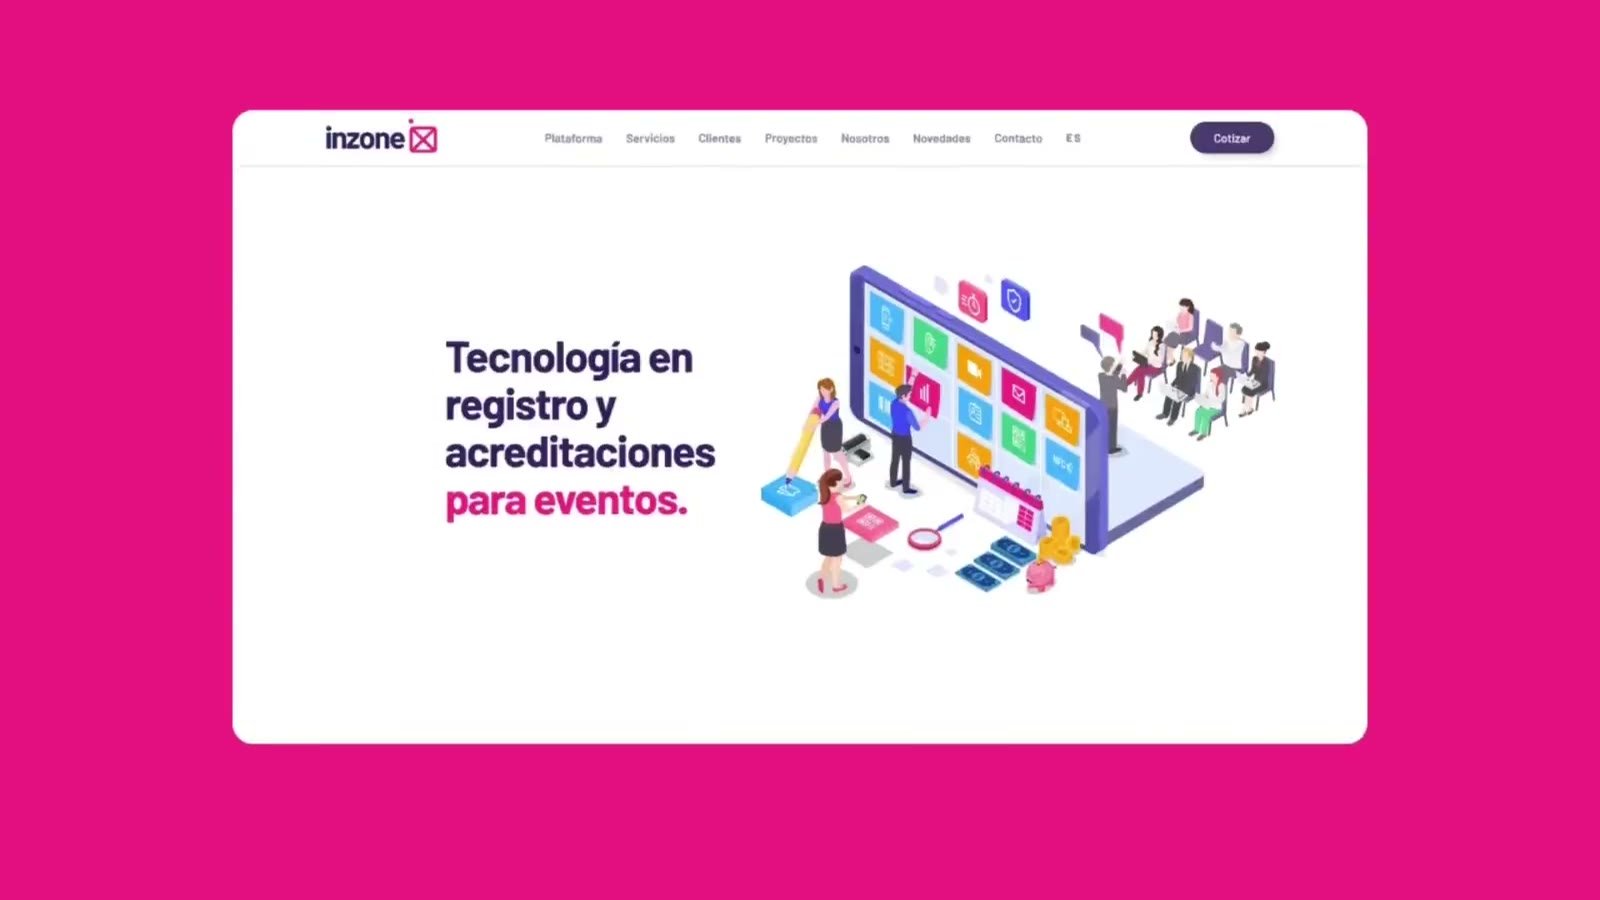 inzone
Plataforma Servicios Clientes Proyectos Nosotros Novedades Contacto ES
Cotizar
Tecnología en
registro y
acreditaciones
para eventos.